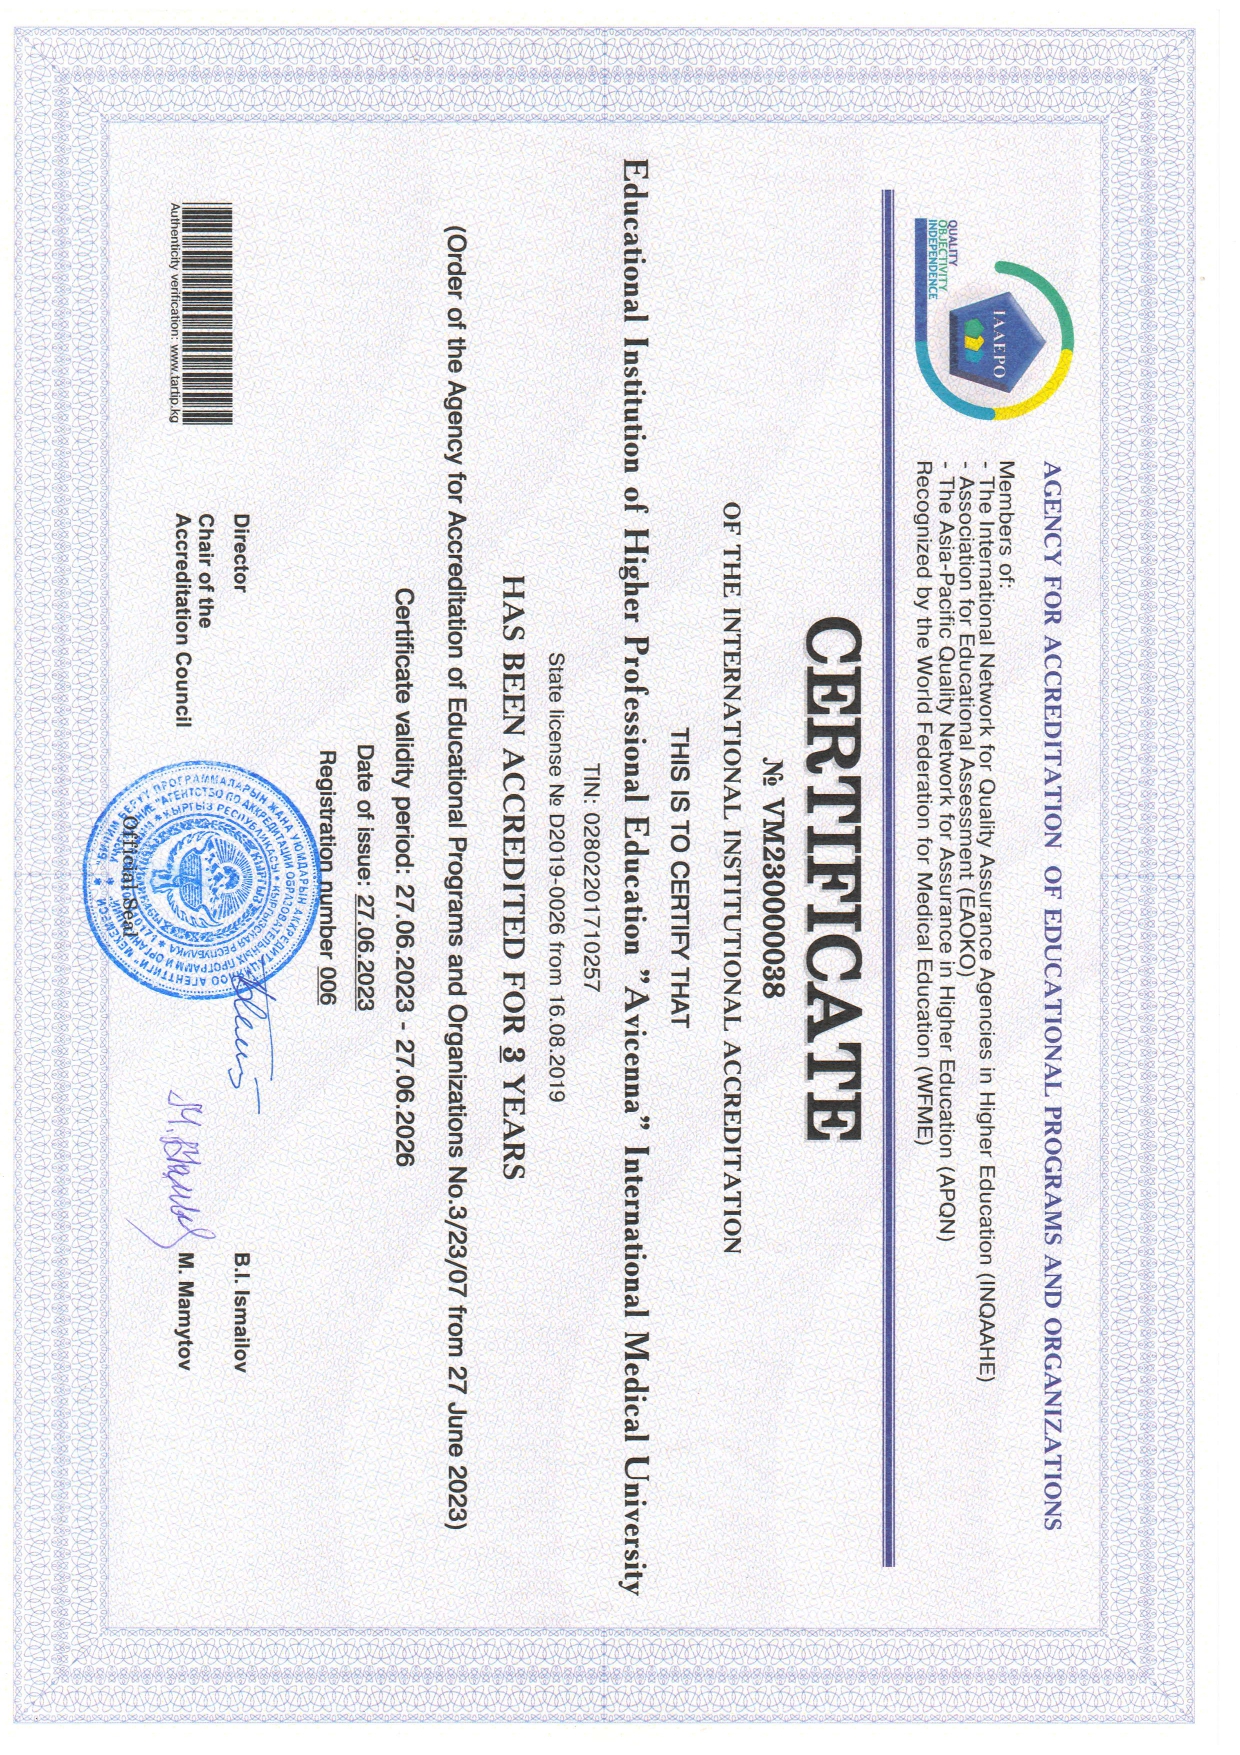 AGENCY FOR ACCREDITATION OF EDUCATIONAL PROGRAMS AND ORGANIZATIONS
Members of:
- The International Network for Quality Assurance Agencies in Higher Education (INQAAHE)
- Association for Educational Assessment (EAOKO)
- The Asia-Pacific Quality Network for Assurance in Higher Education (APQN)
Recognized by the World Federation for Medical Education (WFME)
IAAEPO
QUALITY
OBJECTIVITY
INDEPENDENCE
CERTIFICATE
№ VM230000038
OF THE INTERNATIONAL INSTITUTIONAL ACCREDITATION
THIS IS TO CERTIFY THAT
Educational Institution of Higher Professional Education ”Avicenna” International Medical University
TIN: 02802201710257
State license № D2019-0026 from 16.08.2019
HAS BEEN ACCREDITED FOR 3 YEARS
(Order of the Agency for Accreditation of Educational Programs and Organizations No.3/23/07 from 27 June 2023)
Certificate validity period: 27.06.2023 - 27.06.2026
Date of issue: 27.06.2023
Registration number 006
Director
B.I. Ismailov
Chair of the
Accreditation Council
M. Mamytov
Authenticity verification: www.tartip.kg
Official Seal
КЫРГЫЗ РЕСПУБЛИКАСЫ * КЫРГЫЗСКАЯ РЕСПУБЛИКА